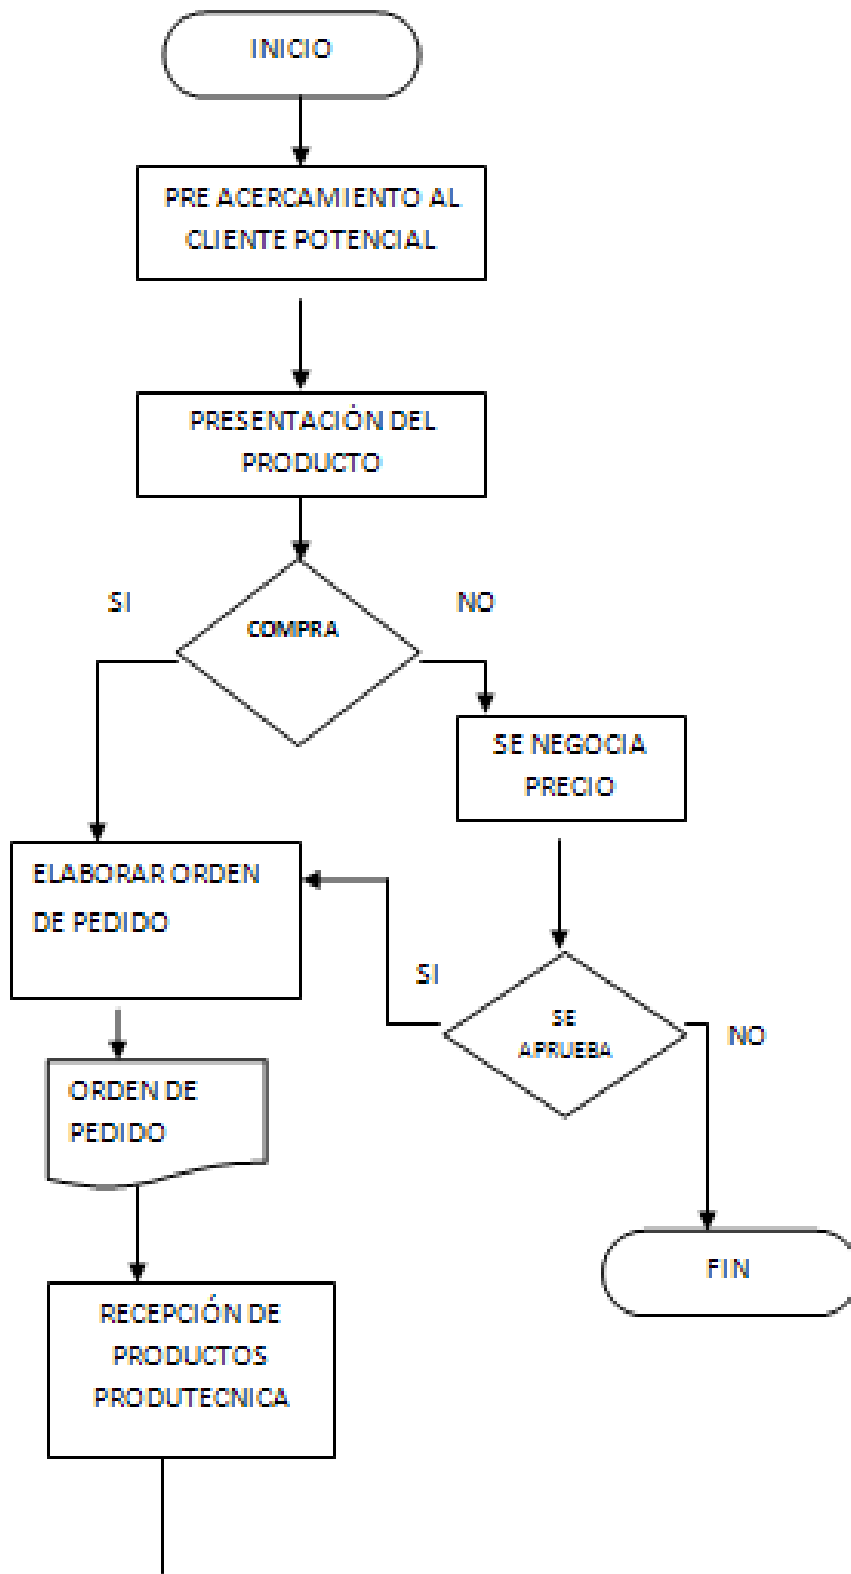 INICIO
PRE ACERCAMIENTO AL
CLIENTE POTENCIAL
PRESENTACIÓN DEL
PRODUCTO
SI
NO
COMPRA
SE NEGOCIA
PRECIO
ELABORAR ORDEN
DE PEDIDO
SI
SE
APRUEBA
NO
ORDEN DE
PEDIDO
FIN
RECEPCIÓN DE
PRODUCTOS
PRODUTECNICA